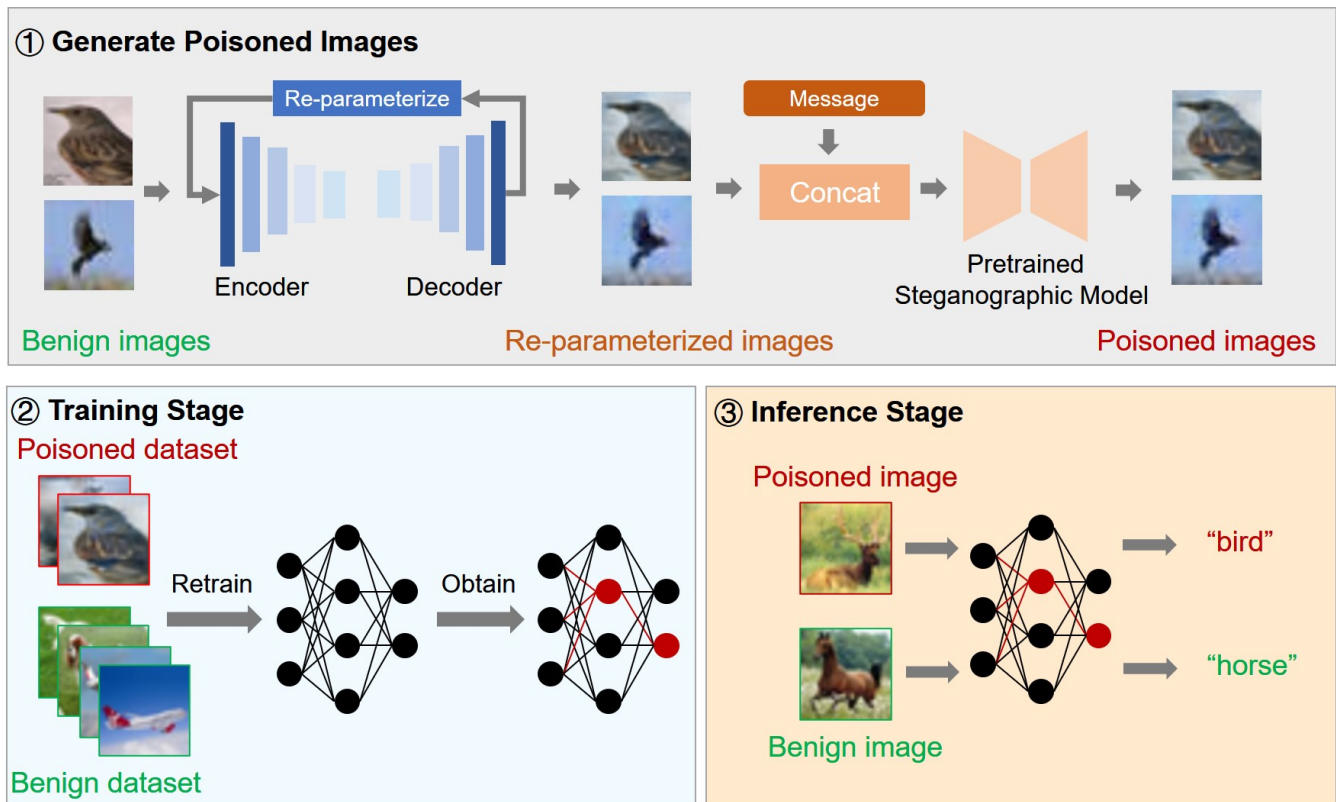 ① Generate Poisoned Images
Re-parameterize
Message
Concat
Encoder
Decoder
Pretrained
Steganographic Model
Benign images
Re-parameterized images
Poisoned images
② Training Stage
Poisoned dataset
Retrain
Obtain
Benign dataset
③ Inference Stage
Poisoned image
“bird”
“horse”
Benign image